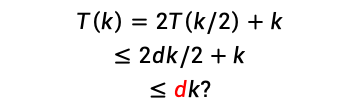 T(k) = 2T(k/2) + k
≤ 2dk/2 + k
≤ dk?